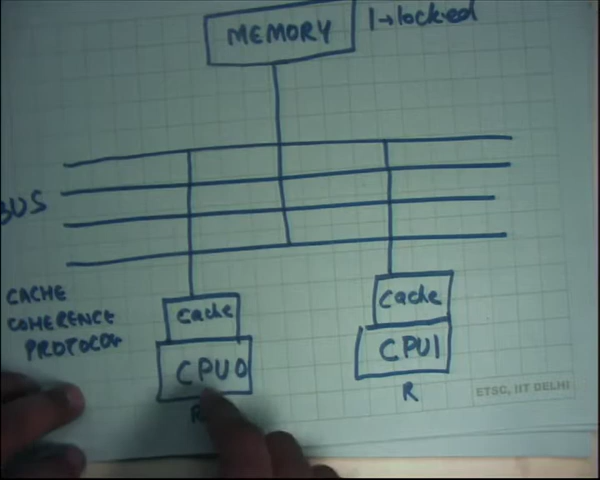 MEMORY
1→locked
BUS
cache
cache
CACHE
COHERENCE
PROTOCOL
CPU0
CPU1
R
R
ETSC, IIT DELHI